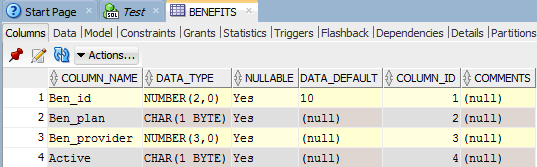 Start Page Test BENEFITS
Columns Data Model Constraints Grants Statistics Triggers Flashback Dependencies Details Partitions
Actions...
COLUMN_NAME DATA_TYPE NULLABLE DATA_DEFAULT COLUMN_ID COMMENTS
1 Ben_id NUMBER(2,0) Yes 10 1 (null)
2 Ben_plan CHAR(1 BYTE) Yes (null) 2 (null)
3 Ben_provider NUMBER(3,0) Yes (null) 3 (null)
4 Active CHAR(1 BYTE) Yes (null) 4 (null)